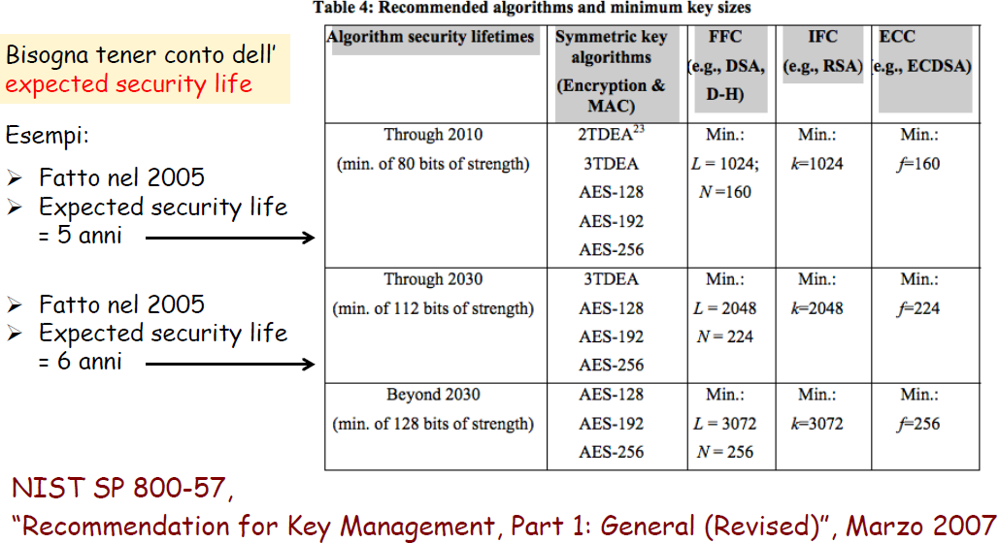 Table 4: Recommended algorithms and minimum key sizes
Bisogna tener conto dell’
expected security life
Esempi:
➢ Fatto nel 2005
➢ Expected security life
= 5 anni
➢ Fatto nel 2005
➢ Expected security life
= 6 anni
Algorithm security lifetimes
Symmetric key
algorithms
(Encryption &
MAC)
FFC
(e.g., DSA,
D-H)
IFC
(e.g., RSA)
ECC
(e.g., ECDSA)
Through 2010
(min. of 80 bits of strength)
2TDEA23
3TDEA
AES-128
AES-192
AES-256
Min.:
L = 1024;
N =160
Min.:
k=1024
Min.:
f=160
Through 2030
(min. of 112 bits of strength)
3TDEA
AES-128
AES-192
AES-256
Min.:
L = 2048
N = 224
Min.:
k=2048
Min.:
f=224
Beyond 2030
(min. of 128 bits of strength)
AES-128
AES-192
AES-256
Min.:
L = 3072
N = 256
Min.:
k=3072
Min.:
f=256
NIST SP 800-57,
“Recommendation for Key Management, Part 1: General (Revised)”, Marzo 2007